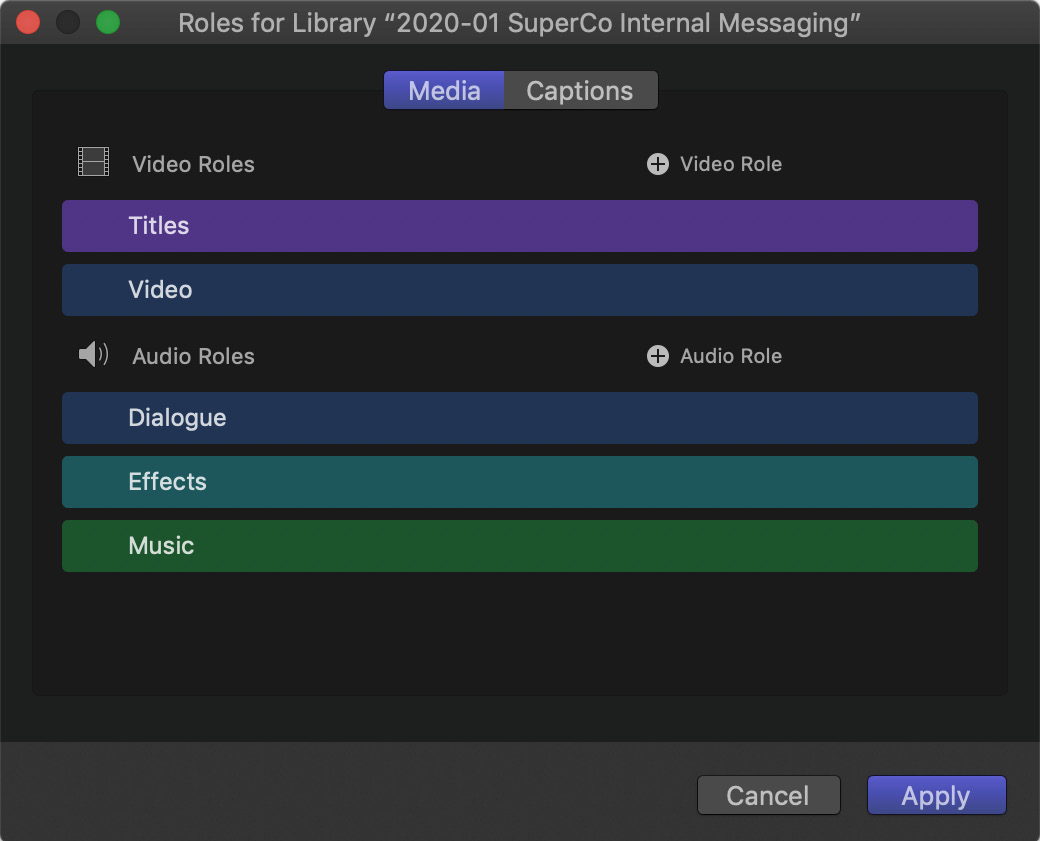 Roles for Library “2020-01 SuperCo Internal Messaging”
Media Captions
Video Roles Video Role
Titles
Video
Audio Roles Audio Role
Dialogue
Effects
Music
Cancel Apply